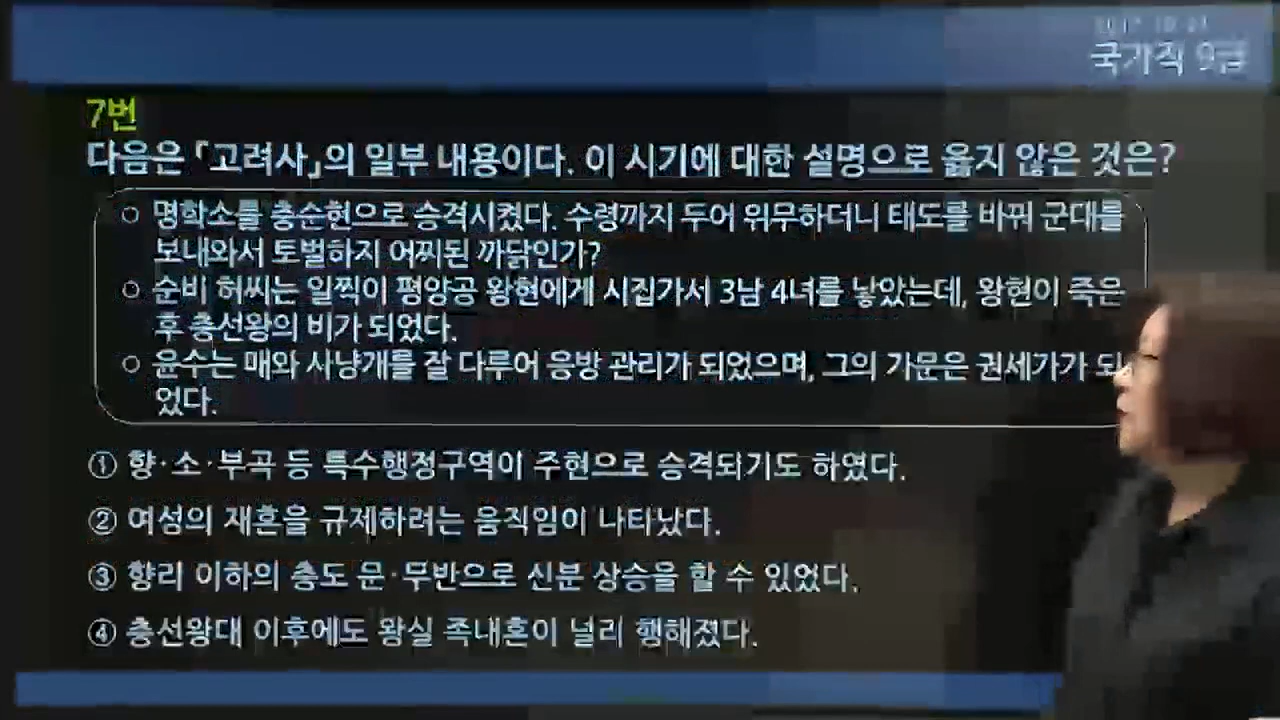 국가직 9급
7번
다음은「고려사」의 일부 내용이다. 이 시기에 대한 설명으로 옳지 않은 것은?
○ 명학소를 충순현으로 승격시켰다. 수령까지 두어 위무하더니 태도를 바꿔 군대를
보내와서 토벌하지 어찌된 까닭인가?
○ 순비 허씨는 일찍이 평양공 왕현에게 시집가서 3남 4녀를 낳았는데, 왕현이 죽은
후 충선왕의 비가 되었다.
○ 윤수는 매와 사냥개를 잘 다루어 응방 관리가 되었으며, 그의 가문은 권세가가 되
었다.
① 향·소·부곡 등 특수행정구역이 주현으로 승격되기도 하였다.
② 여성의 재혼을 규제하려는 움직임이 나타났다.
③ 향리 이하의 층도 문·무반으로 신분 상승을 할 수 있었다.
④ 충선왕대 이후에도 왕실 족내혼이 널리 행해졌다.